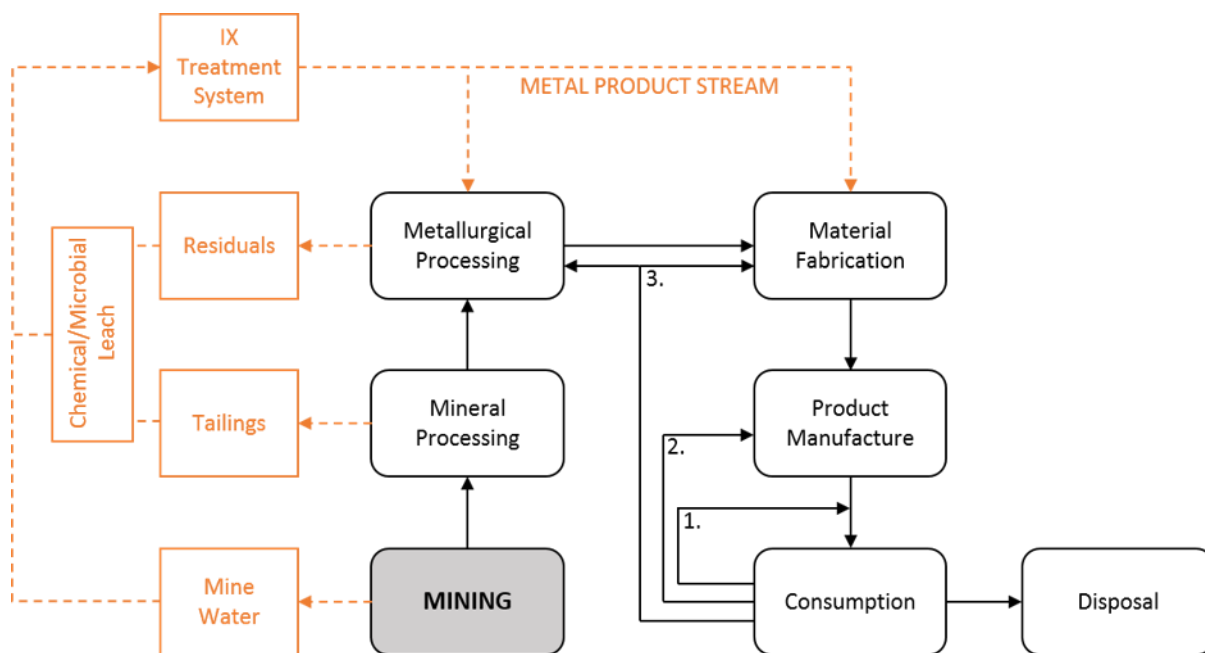 IX
Treatment
System
METAL PRODUCT STREAM
Residuals
Metallurgical
Processing
Material
Fabrication
3.
Chemical/Microbial
Leach
Tailings
Mineral
Processing
Product
Manufacture
2.
1.
Mine
Water
MINING
Consumption
Disposal